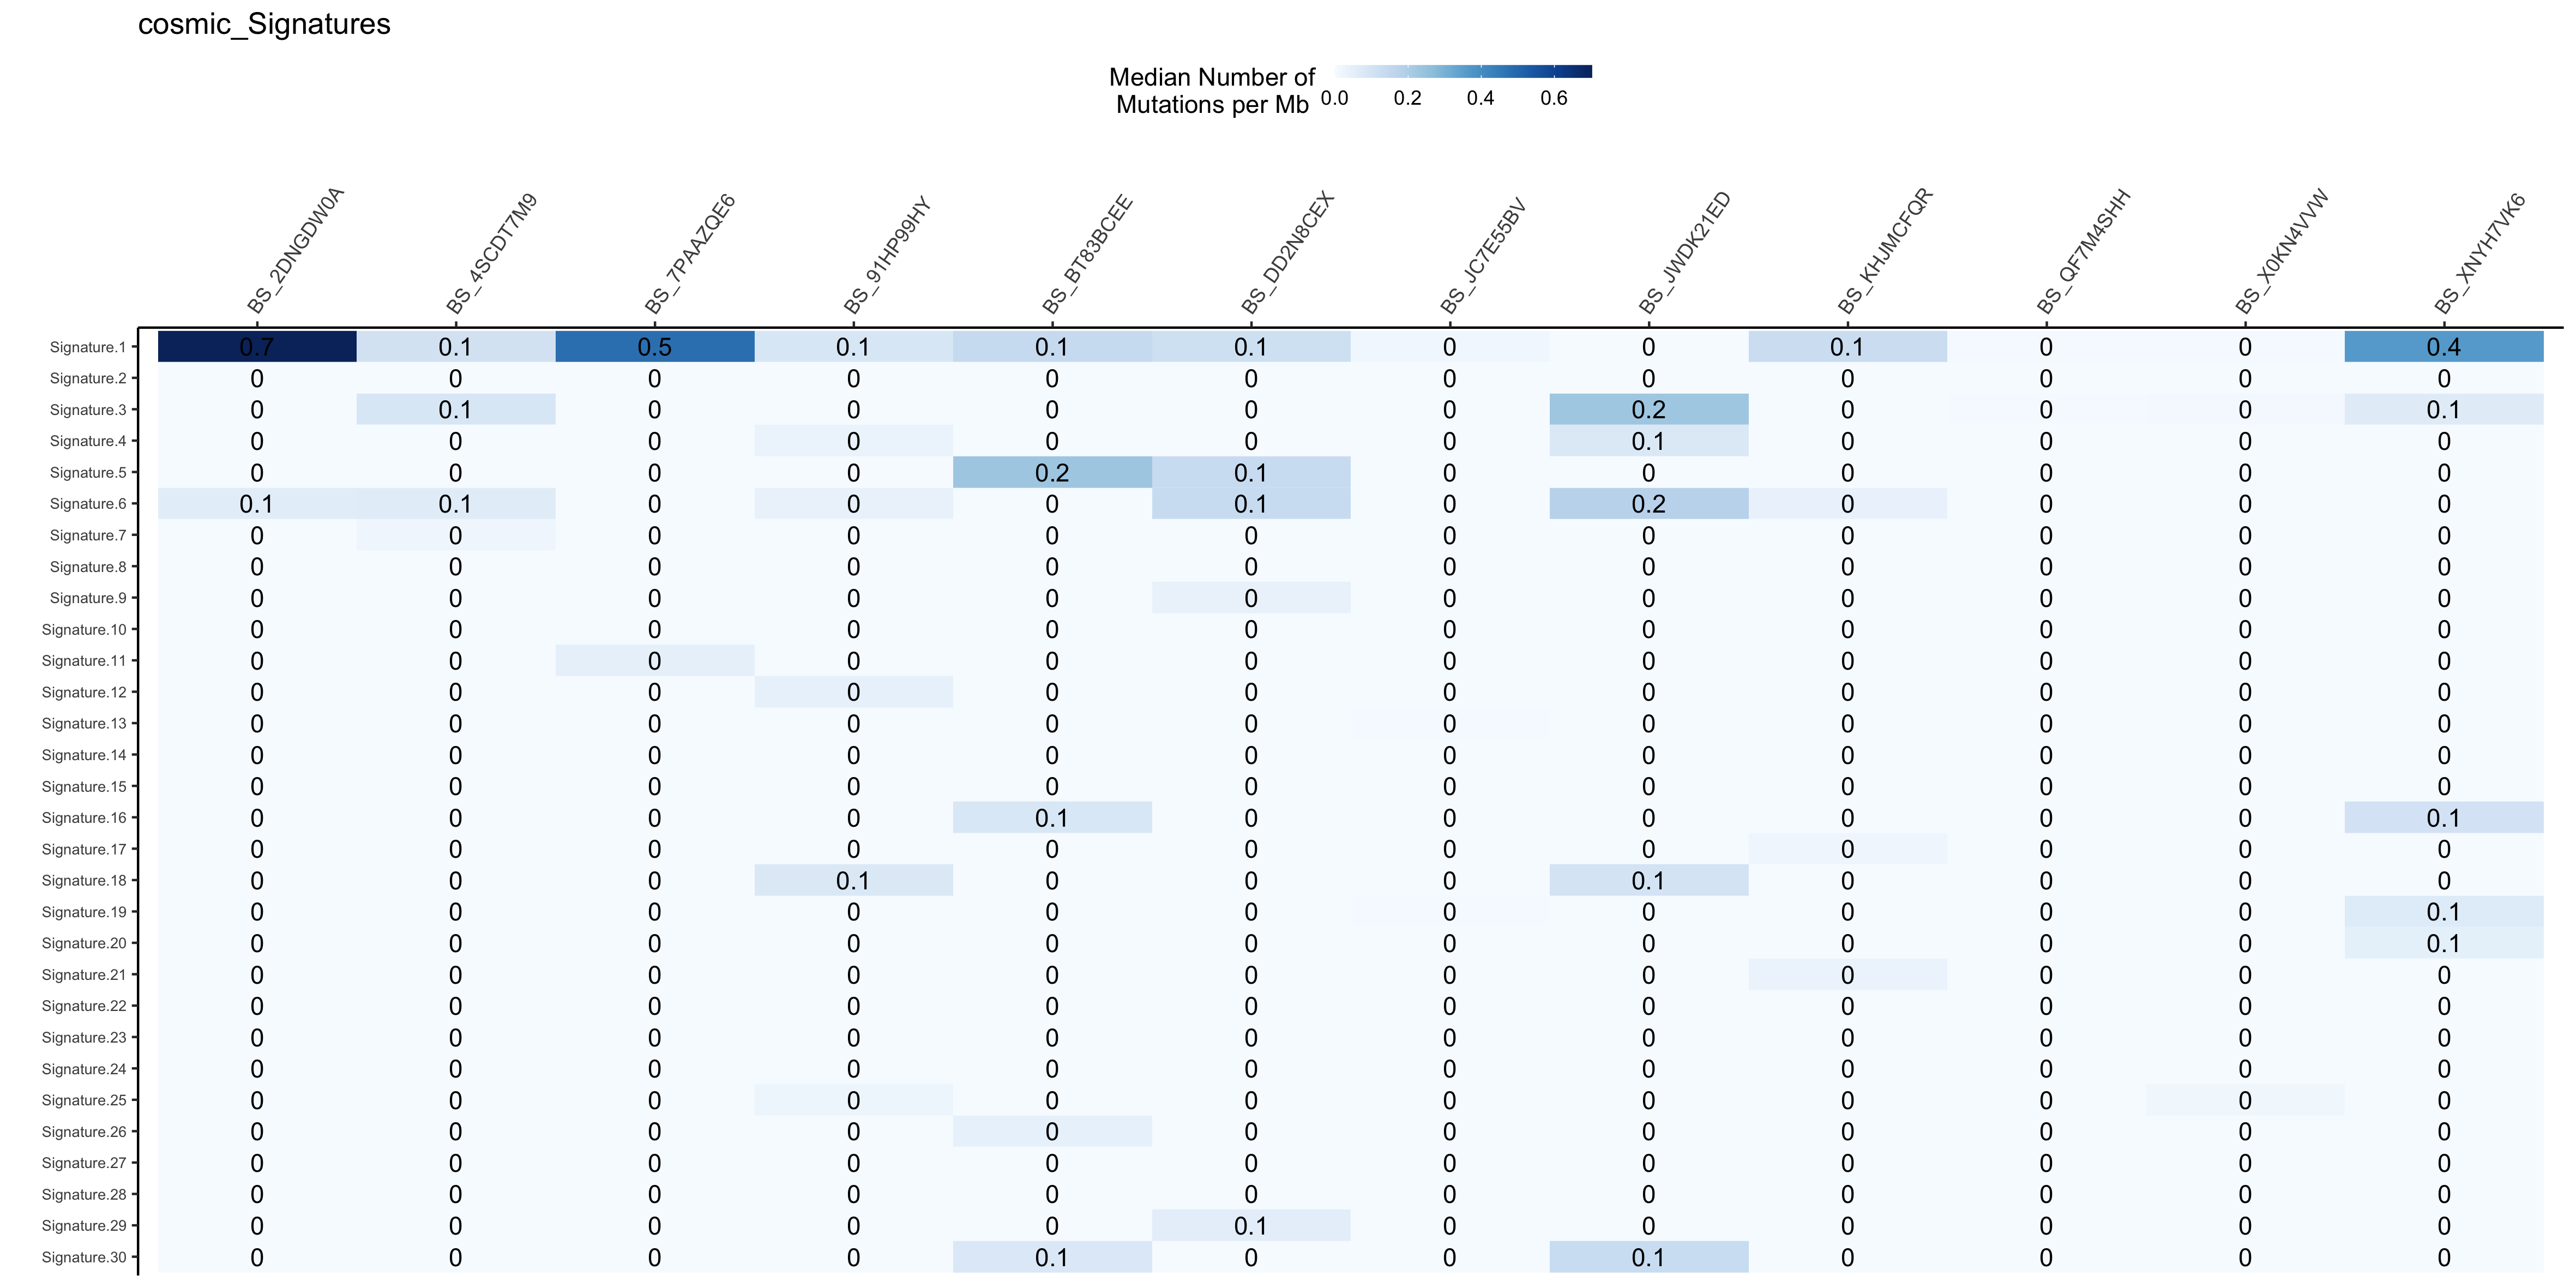 cosmic_Signatures
Median Number of
Mutations per Mb
0.0 0.2 0.4 0.6
BS_2DNGDW0A BS_4SCDT7M9 BS_7PAAZQE6 BS_91HP99HY BS_BT83BCEE BS_DD2N8CEX BS_JC7E55BV BS_JWDK21ED BS_KHJMCFQR BS_QF7M4SHH BS_X0KN4VVW BS_XNYH7VK6
Signature.1 0.7 0.1 0.5 0.1 0.1 0.1 0 0 0.1 0 0 0.4
Signature.2 0 0 0 0 0 0 0 0 0 0 0 0
Signature.3 0 0.1 0 0 0 0 0 0.2 0 0 0 0.1
Signature.4 0 0 0 0 0 0 0 0.1 0 0 0 0
Signature.5 0 0 0 0 0.2 0.1 0 0 0 0 0 0
Signature.6 0.1 0.1 0 0 0 0.1 0 0.2 0 0 0 0
Signature.7 0 0 0 0 0 0 0 0 0 0 0 0
Signature.8 0 0 0 0 0 0 0 0 0 0 0 0
Signature.9 0 0 0 0 0 0 0 0 0 0 0 0
Signature.10 0 0 0 0 0 0 0 0 0 0 0 0
Signature.11 0 0 0 0 0 0 0 0 0 0 0 0
Signature.12 0 0 0 0 0 0 0 0 0 0 0 0
Signature.13 0 0 0 0 0 0 0 0 0 0 0 0
Signature.14 0 0 0 0 0 0 0 0 0 0 0 0
Signature.15 0 0 0 0 0 0 0 0 0 0 0 0
Signature.16 0 0 0 0 0.1 0 0 0 0 0 0 0.1
Signature.17 0 0 0 0 0 0 0 0 0 0 0 0
Signature.18 0 0 0 0.1 0 0 0 0.1 0 0 0 0
Signature.19 0 0 0 0 0 0 0 0 0 0 0 0.1
Signature.20 0 0 0 0 0 0 0 0 0 0 0 0.1
Signature.21 0 0 0 0 0 0 0 0 0 0 0 0
Signature.22 0 0 0 0 0 0 0 0 0 0 0 0
Signature.23 0 0 0 0 0 0 0 0 0 0 0 0
Signature.24 0 0 0 0 0 0 0 0 0 0 0 0
Signature.25 0 0 0 0 0 0 0 0 0 0 0 0
Signature.26 0 0 0 0 0 0 0 0 0 0 0 0
Signature.27 0 0 0 0 0 0 0 0 0 0 0 0
Signature.28 0 0 0 0 0 0 0 0 0 0 0 0
Signature.29 0 0 0 0 0 0.1 0 0 0 0 0 0
Signature.30 0 0 0 0 0.1 0 0 0.1 0 0 0 0